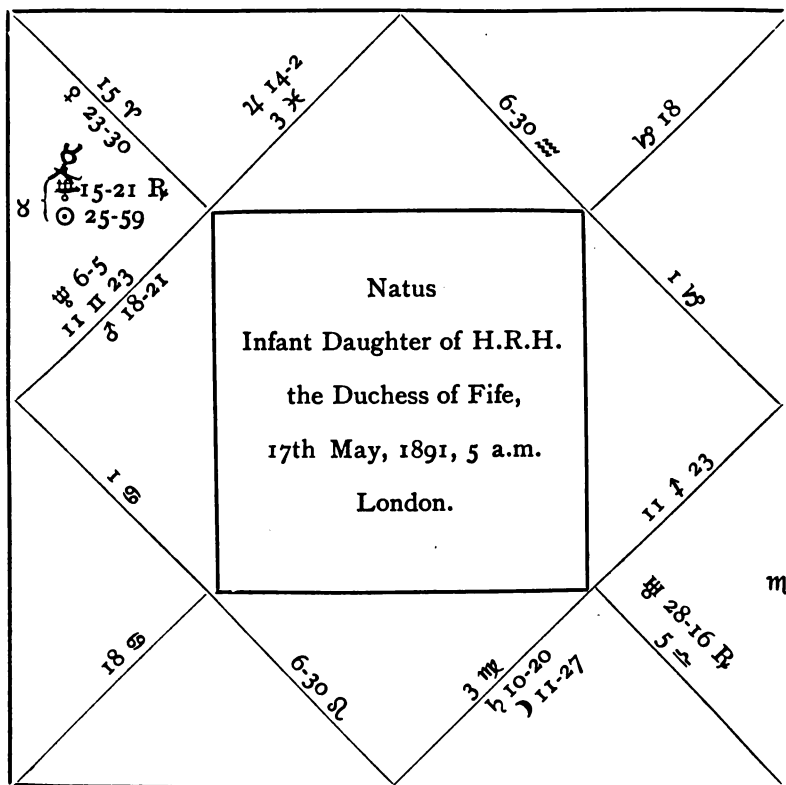 15 ♈
♀ 23-30
♃ 14-2
3 ♓
6-30 ♒
♑ 18
15-21 ℞
☉ 25-59
♆ 6-5
11 ♊ 23
♂ 18-21
1 ♑
Natus
Infant Daughter of H.R.H.
the Duchess of Fife,
17th May, 1891, 5 a.m.
London.
1 ♋
11 ♐ 23
♏
♅ 28-16 ℞
5 ♎
18 ♋
6-30 ♌
3 ♍
♄ 10-20
☽ 11-27